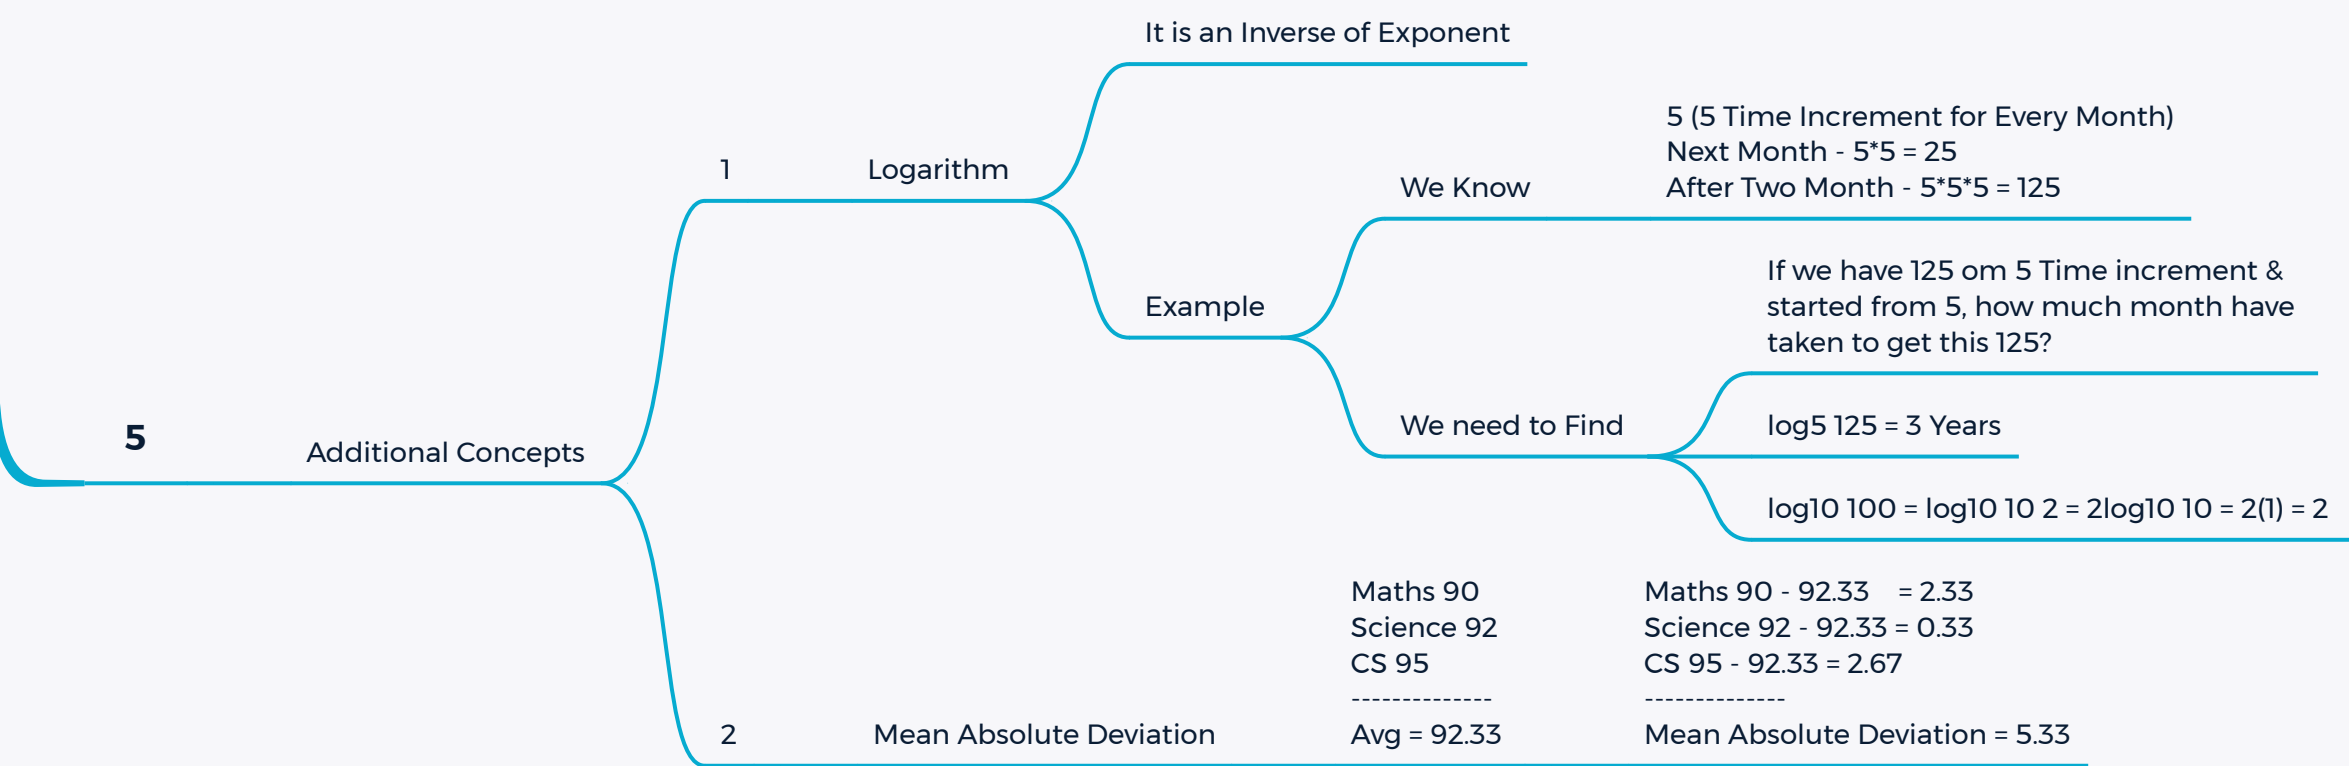 5
Additional Concepts
1
Logarithm
It is an Inverse of Exponent
Example
We Know
5 (5 Time Increment for Every Month)
Next Month - 5*5 = 25
After Two Month - 5*5*5 = 125
We need to Find
If we have 125 om 5 Time increment &
started from 5, how much month have
taken to get this 125?
log5 125 = 3 Years
log10 100 = log10 10 2 = 2log10 10 = 2(1) = 2
2
Mean Absolute Deviation
Maths 90
Science 92
CS 95
--------------
Avg = 92.33
Maths 90 - 92.33 = 2.33
Science 92 - 92.33 = 0.33
CS 95 - 92.33 = 2.67
--------------
Mean Absolute Deviation = 5.33